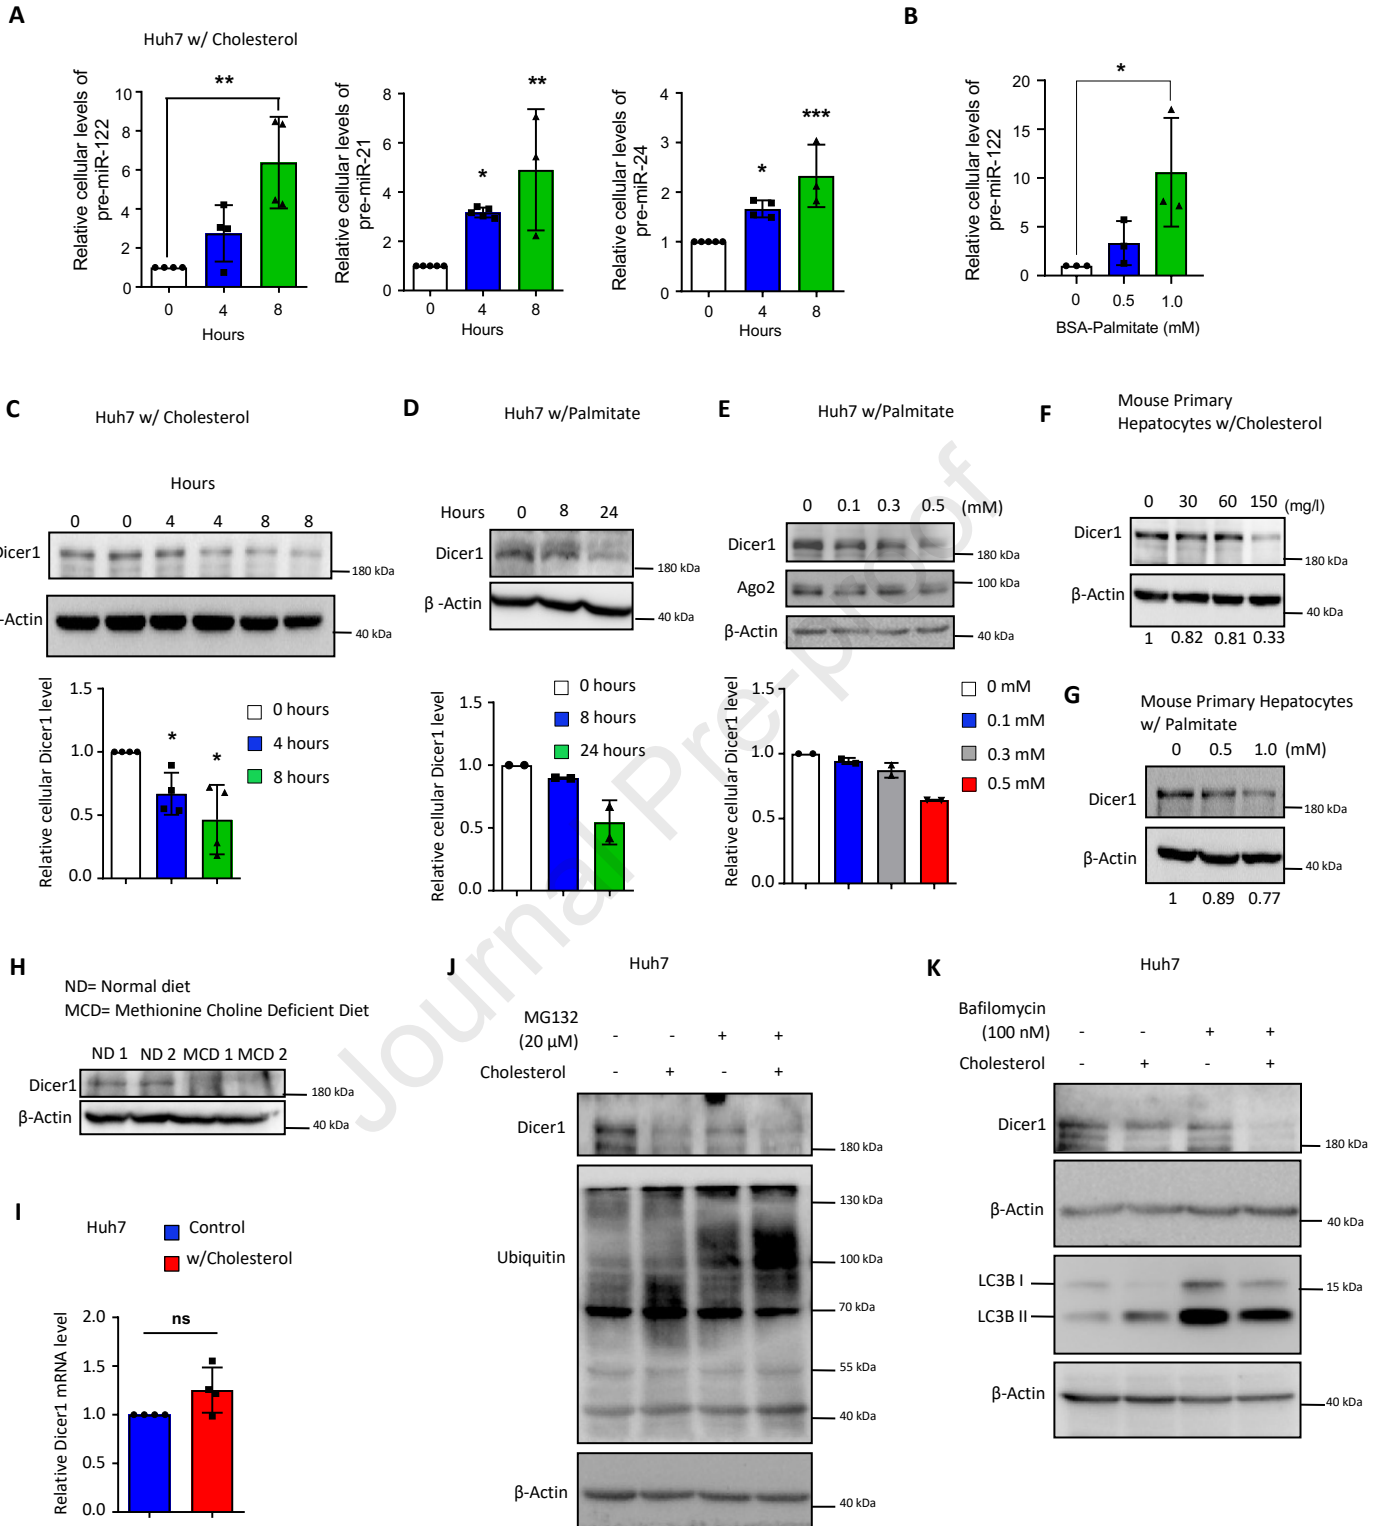 A
Huh7 w/ Cholesterol
Relative cellular levels of
pre-miR-122
10
8
6
4
2
0
**
0 4 8
Hours
Relative cellular levels of
pre-miR-21
8
6
4
2
0
*
**
0 4 8
Hours
Relative cellular levels of
pre-miR-24
4
3
2
1
0
*
***
0 4 8
Hours
B
Relative cellular levels of
pre-miR-122
20
15
10
5
0
*
0 0.5 1.0
BSA-Palmitate (mM)
C
Huh7 w/ Cholesterol
Hours
0 0 4 4 8 8
Dicer1
180 kDa
-Actin
40 kDa
Relative cellular Dicer1 level
1.5
1.0
0.5
0.0
*
*
0 hours
4 hours
8 hours
D
Huh7 w/Palmitate
Hours 0 8 24
Dicer1
180 kDa
β -Actin
40 kDa
Relative cellular Dicer1 level
1.5
1.0
0.5
0.0
0 hours
8 hours
24 hours
E
Huh7 w/Palmitate
0 0.1 0.3 0.5 (mM)
Dicer1
180 kDa
Ago2
100 kDa
β-Actin
40 kDa
Relative cellular Dicer1 level
1.5
1.0
0.5
0.0
0 mM
0.1 mM
0.3 mM
0.5 mM
F
Mouse Primary
Hepatocytes w/Cholesterol
0 30 60 150 (mg/l)
Dicer1
180 kDa
β-Actin
40 kDa
1 0.82 0.81 0.33
G
Mouse Primary Hepatocytes
w/ Palmitate
0 0.5 1.0 (mM)
Dicer1
180 kDa
β-Actin
40 kDa
1 0.89 0.77
H
ND= Normal diet
MCD= Methionine Choline Deficient Diet
ND 1 ND 2 MCD 1 MCD 2
Dicer1
180 kDa
β-Actin
40 kDa
I
Huh7
Control
w/Cholesterol
Relative Dicer1 mRNA level
2.0
1.5
1.0
0.5
0.0
ns
J
Huh7
MG132
(20 µM) - - + +
Cholesterol - + - +
Dicer1
180 kDa
130 kDa
Ubiquitin
100 kDa
70 kDa
55 kDa
40 kDa
β-Actin
40 kDa
K
Huh7
Bafilomycin
(100 nM) - - + +
Cholesterol - + - +
Dicer1
180 kDa
β-Actin
40 kDa
LC3B I
15 kDa
LC3B II
β-Actin
40 kDa
Journal Pre-proof